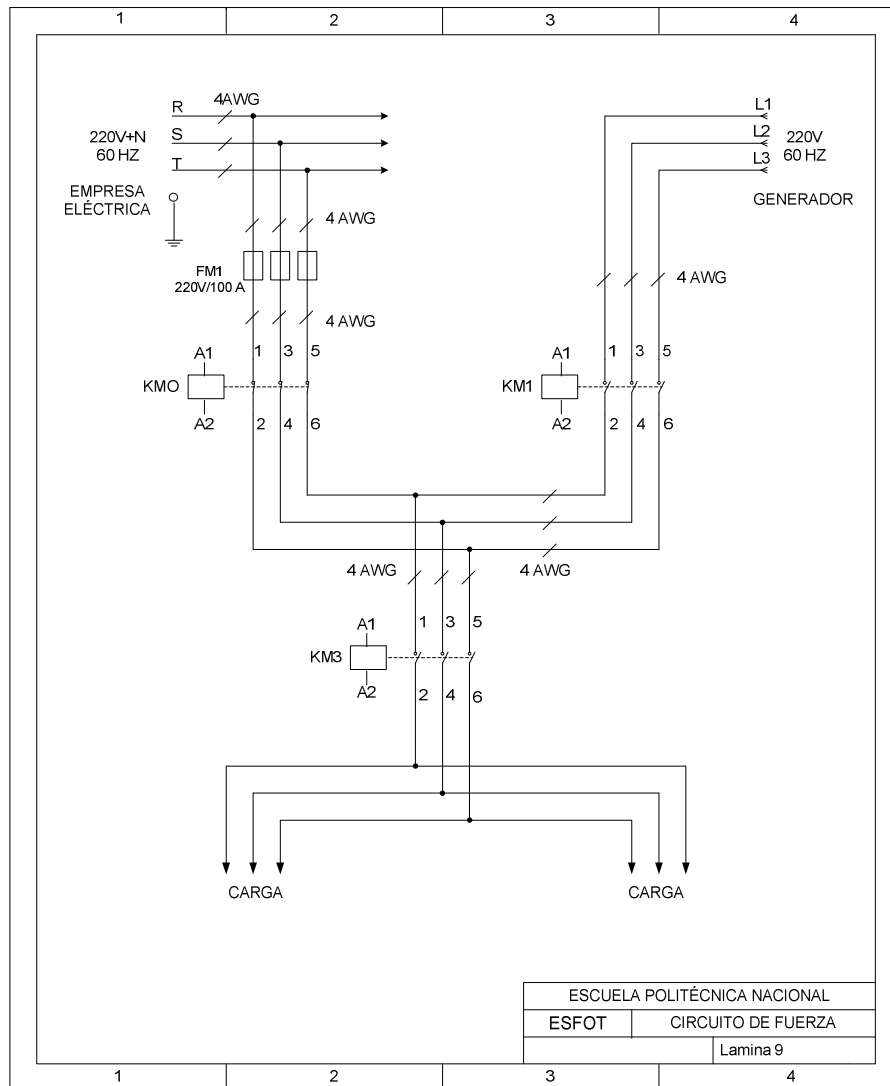 1 2 3 4
R 4AWG
S
T
220V+N
60 HZ
EMPRESA
ELÉCTRICA
L1
L2
L3
220V
60 HZ
GENERADOR
4 AWG
FM1
220V/100 A
4 AWG
4 AWG
A1 1 3 5
KMO
A2 2 4 6
A1 1 3 5
KM1
A2 2 4 6
4 AWG 4 AWG
A1 1 3 5
KM3
A2 2 4 6
CARGA CARGA
ESCUELA POLITÉCNICA NACIONAL
ESFOT CIRCUITO DE FUERZA
Lamina 9
1 2 3 4